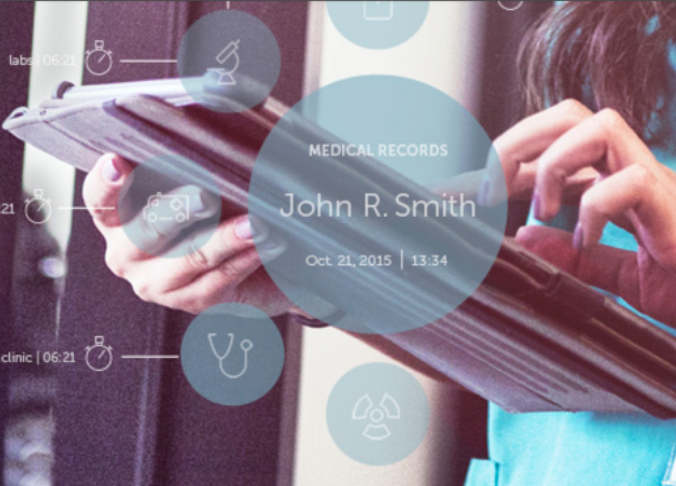 labs | 06:21
MEDICAL RECORDS
21
John R. Smith
Oct. 21, 2015 | 13:34
clinic | 06:21